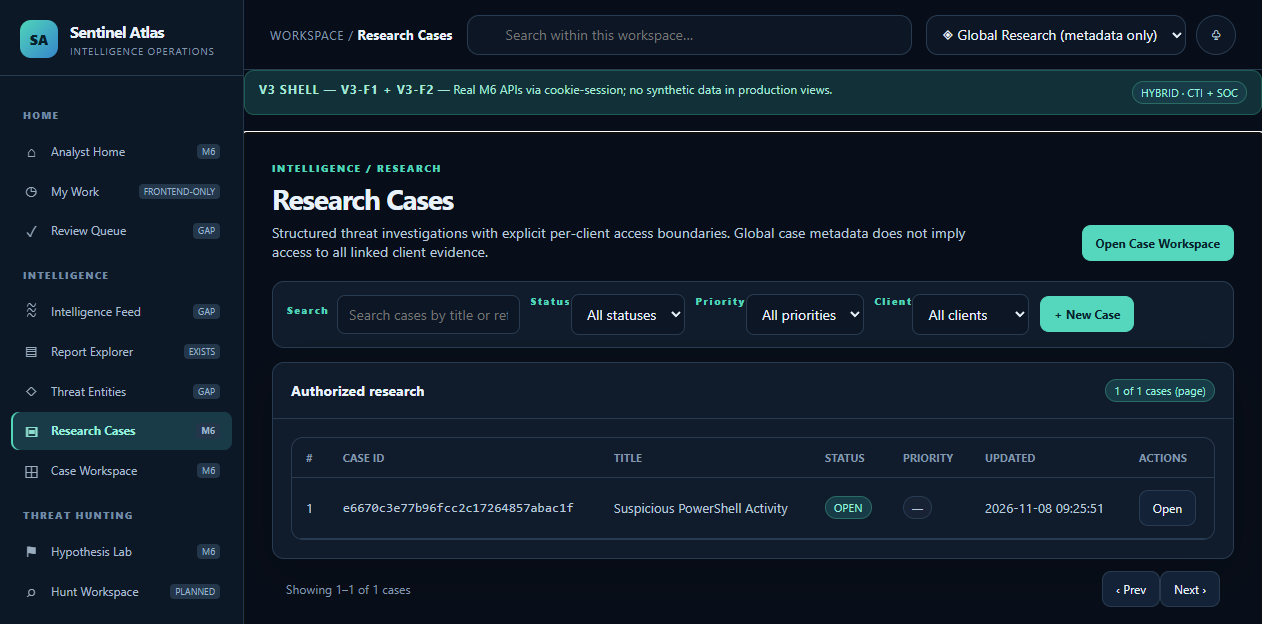 SA
Sentinel Atlas
INTELLIGENCE OPERATIONS
WORKSPACE / Research Cases
Search within this workspace...
◈ Global Research (metadata only)
V3 SHELL — V3-F1 + V3-F2 — Real M6 APIs via cookie-session; no synthetic data in production views.
HYBRID · CTI + SOC
HOME
Analyst Home M6
My Work FRONTEND-ONLY
Review Queue GAP
INTELLIGENCE
Intelligence Feed GAP
Report Explorer EXISTS
Threat Entities GAP
Research Cases M6
Case Workspace M6
THREAT HUNTING
Hypothesis Lab M6
Hunt Workspace PLANNED
INTELLIGENCE / RESEARCH
Research Cases
Structured threat investigations with explicit per-client access boundaries. Global case metadata does not imply
access to all linked client evidence.
Open Case Workspace
Search Search cases by title or ref Status All statuses Priority All priorities Client All clients + New Case
Authorized research
1 of 1 cases (page)
# CASE ID TITLE STATUS PRIORITY UPDATED ACTIONS
1 e6670c3e77b96fcc2c17264857abac1f Suspicious PowerShell Activity OPEN — 2026-11-08 09:25:51 Open
Showing 1–1 of 1 cases
‹ Prev Next ›